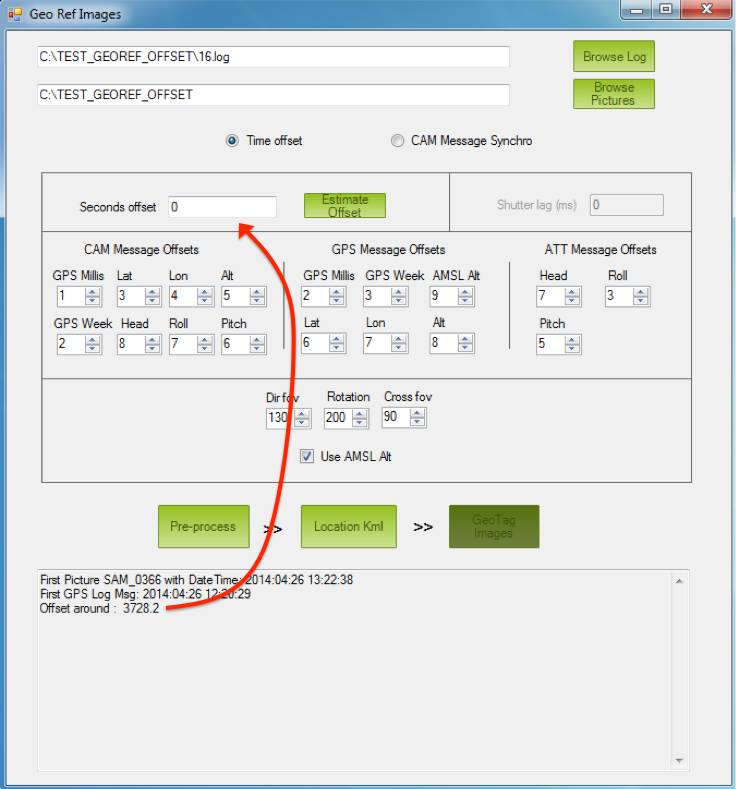 Geo Ref Images
C:\TEST_GEOREF_OFFSET\16.log
Browse Log
C:\TEST_GEOREF_OFFSET
Browse
Pictures
Time offset
CAM Message Synchro
Seconds offset 0
Estimate
Offset
Shutter lag (ms) 0
CAM Message Offsets
GPS Millis Lat Lon Alt
1 3 4 5
GPS Week Head Roll Pitch
2 8 7 6
GPS Message Offsets
GPS Millis GPS Week AMSL Alt
2 3 9
Lat Lon Alt
6 7 8
ATT Message Offsets
Head Roll
7 3
Pitch
5
Dir fov Rotation Cross fov
130 200 90
Use AMSL Alt
Pre-process >> Location Kml >> GeoTag
Images
First Picture SAM_0366 with DateTime: 2014:04:26 13:22:38
First GPS Log Msg: 2014:04:26 12:20:29
Offset around : 3728.2